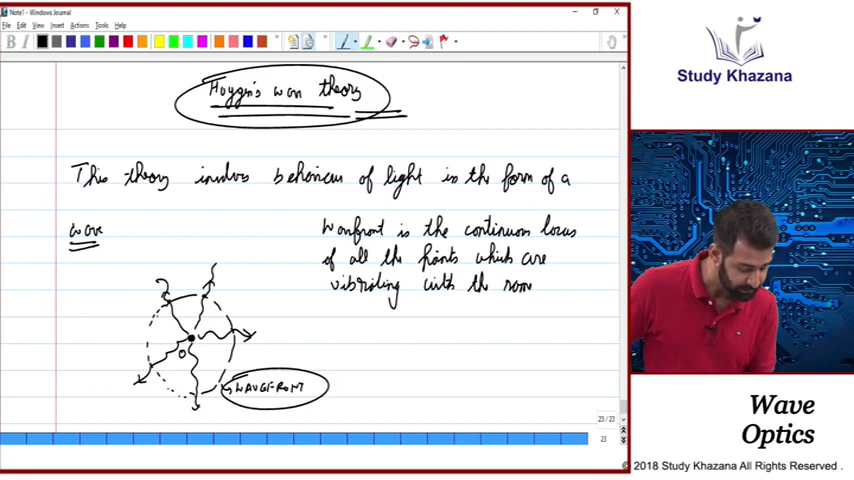 Note1 - Windows Journal
File Edit View Insert Actions Tools Help
B I
Study Khazana
Huygen's wave theory
This theory involves behaviour of light in the form of a
wave
Wavefront is the continuous locus
of all the points which are
vibrating with the same
O
WAVEFRONT
23 / 23
23
Wave
Optics
© 2018 Study Khazana All Rights Reserved .